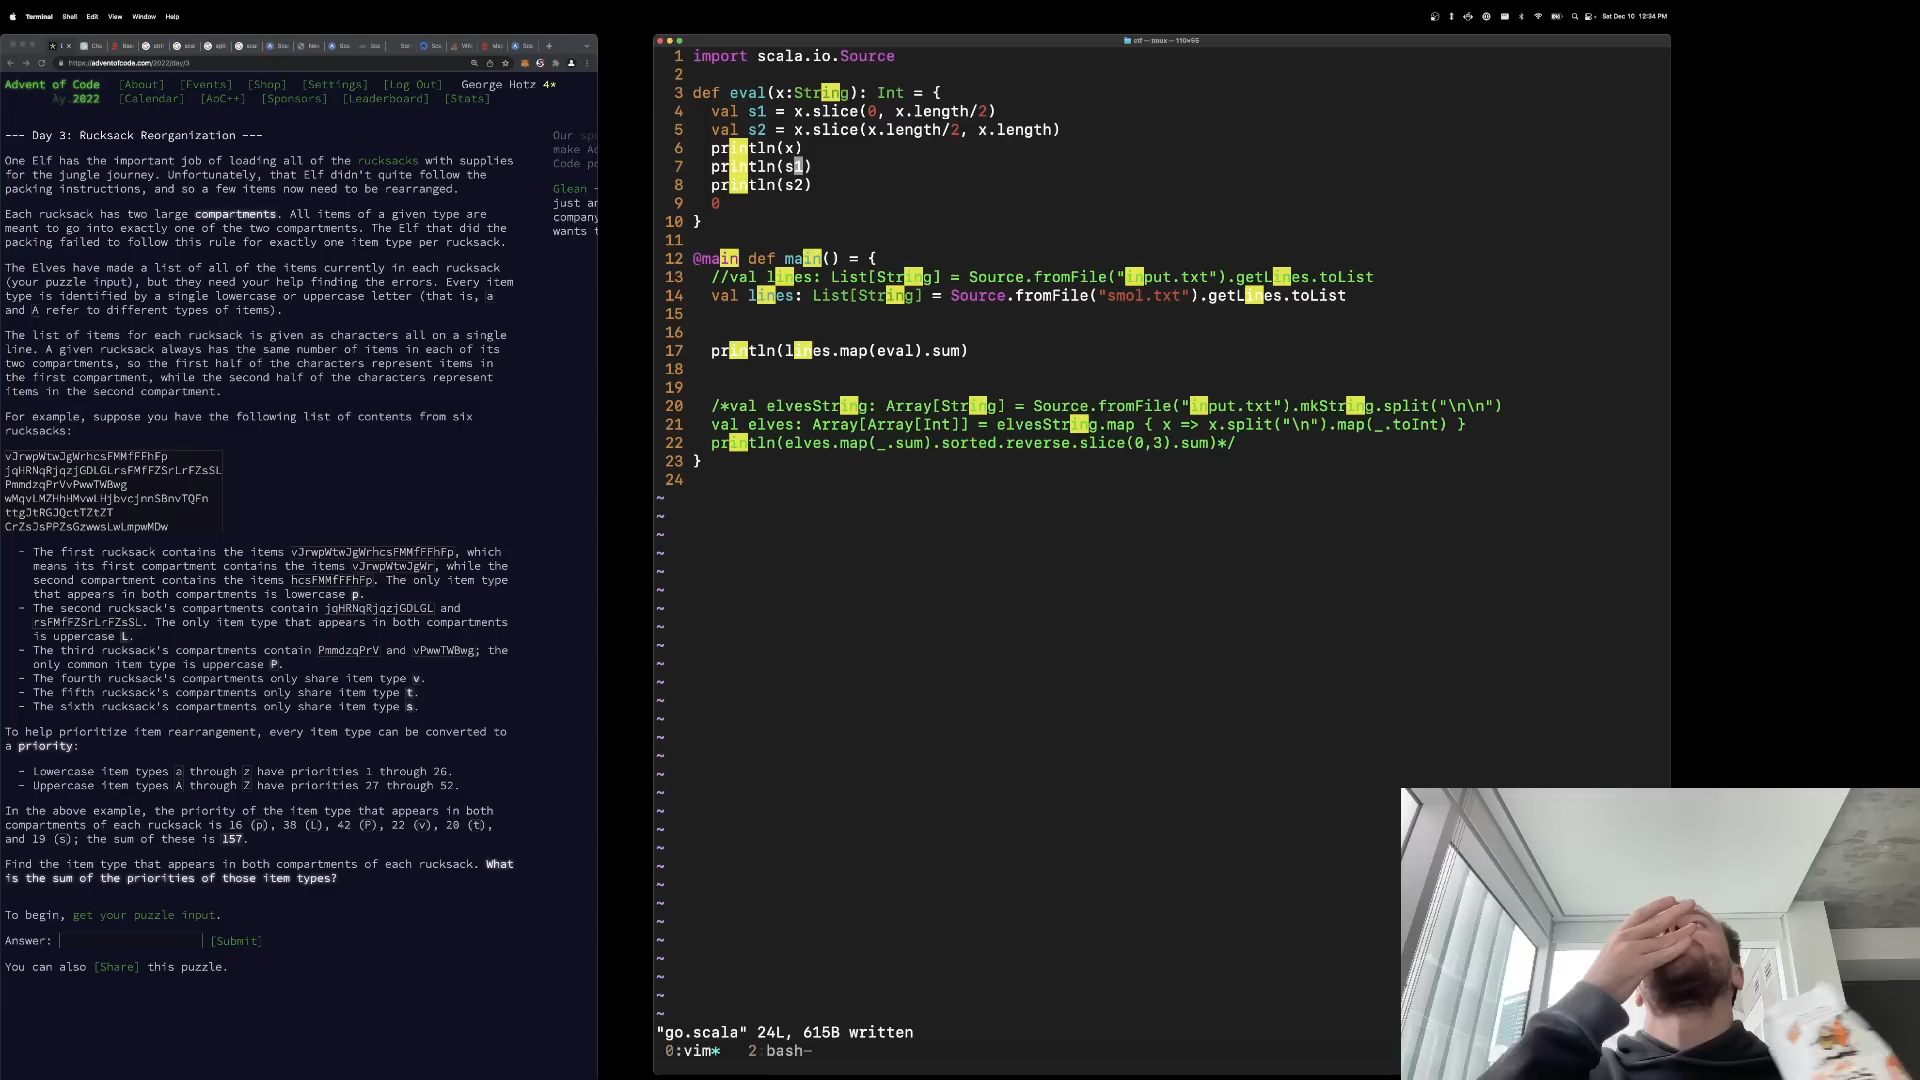 Terminal Shell Edit View Window Help
Sat Dec 10 12:34 PM
https://adventofcode.com/2022/day/3
Advent of Code [About] [Events] [Shop] [Settings] [Log Out] George Hotz 4*
λy.2022 [Calendar] [AoC++] [Sponsors] [Leaderboard] [Stats]
--- Day 3: Rucksack Reorganization ---
One Elf has the important job of loading all of the rucksacks with supplies
for the jungle journey. Unfortunately, that Elf didn't quite follow the
packing instructions, and so a few items now need to be rearranged.
Each rucksack has two large compartments. All items of a given type are
meant to go into exactly one of the two compartments. The Elf that did the
packing failed to follow this rule for exactly one item type per rucksack.
The Elves have made a list of all of the items currently in each rucksack
(your puzzle input), but they need your help finding the errors. Every item
type is identified by a single lowercase or uppercase letter (that is, a
and A refer to different types of items).
The list of items for each rucksack is given as characters all on a single
line. A given rucksack always has the same number of items in each of its
two compartments, so the first half of the characters represent items in
the first compartment, while the second half of the characters represent
items in the second compartment.
For example, suppose you have the following list of contents from six
rucksacks:
vJrwpWtwJgWrhcsFMMfFFhFp
jqHRNqRjqzjGDLGLrsFMfFZSrLrFZsSL
PmmdzqPrVvPwwTWBwg
wMqvLMZHhHMvwLHjbvcjnnSBnvTQFn
ttgJtRGJQctTZtZT
CrZsJsPPZsGzwwsLwLmpwMDw
- The first rucksack contains the items vJrwpWtwJgWrhcsFMMfFFhFp, which
means its first compartment contains the items vJrwpWtwJgWr, while the
second compartment contains the items hcsFMMfFFhFp. The only item type
that appears in both compartments is lowercase p.
- The second rucksack's compartments contain jqHRNqRjqzjGDLGL and
rsFMfFZSrLrFZsSL. The only item type that appears in both compartments
is uppercase L.
- The third rucksack's compartments contain PmmdzqPrV and vPwwTWBwg; the
only common item type is uppercase P.
- The fourth rucksack's compartments only share item type v.
- The fifth rucksack's compartments only share item type t.
- The sixth rucksack's compartments only share item type s.
To help prioritize item rearrangement, every item type can be converted to
a priority:
- Lowercase item types a through z have priorities 1 through 26.
- Uppercase item types A through Z have priorities 27 through 52.
In the above example, the priority of the item type that appears in both
compartments of each rucksack is 16 (p), 38 (L), 42 (P), 22 (v), 20 (t),
and 19 (s); the sum of these is 157.
Find the item type that appears in both compartments of each rucksack. What
is the sum of the priorities of those item types?
To begin, get your puzzle input.
Answer: [Submit]
You can also [Share] this puzzle.
Our
make
Code
Glean
just
company
wants
ctf — tmux — 110×55
1 import scala.io.Source
2
3 def eval(x:String): Int = {
4 val s1 = x.slice(0, x.length/2)
5 val s2 = x.slice(x.length/2, x.length)
6 println(x)
7 println(s1)
8 println(s2)
9 0
10 }
11
12 @main def main() = {
13 //val lines: List[String] = Source.fromFile("input.txt").getLines.toList
14 val lines: List[String] = Source.fromFile("smol.txt").getLines.toList
15
16
17 println(lines.map(eval).sum)
18
19
20 /*val elvesString: Array[String] = Source.fromFile("input.txt").mkString.split("\n\n")
21 val elves: Array[Array[Int]] = elvesString.map { x => x.split("\n").map(_.toInt) }
22 println(elves.map(_.sum).sorted.reverse.slice(0,3).sum)*/
23 }
24
"go.scala" 24L, 615B written
0:vim* 2:bash-